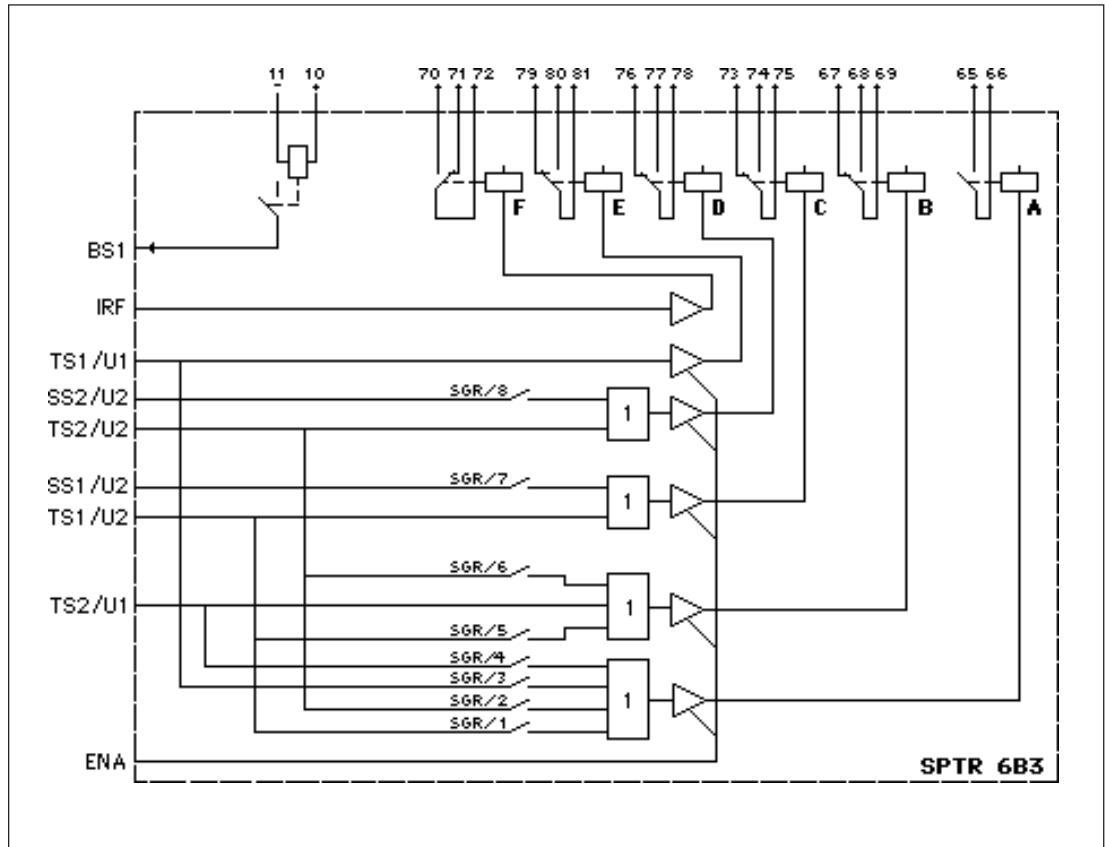 11 10 70 71 72 79 80 81 76 77 78 73 74 75 67 68 69 65 66
- +
F E D C B A
BS1
IRF
TS1/U1
SS2/U2 SGR/8
1
TS2/U2
SS1/U2 SGR/7
1
TS1/U2
SGR/6
TS2/U1 1
SGR/5
SGR/4
SGR/3
1
SGR/2
SGR/1
ENA
SPTR 6B3